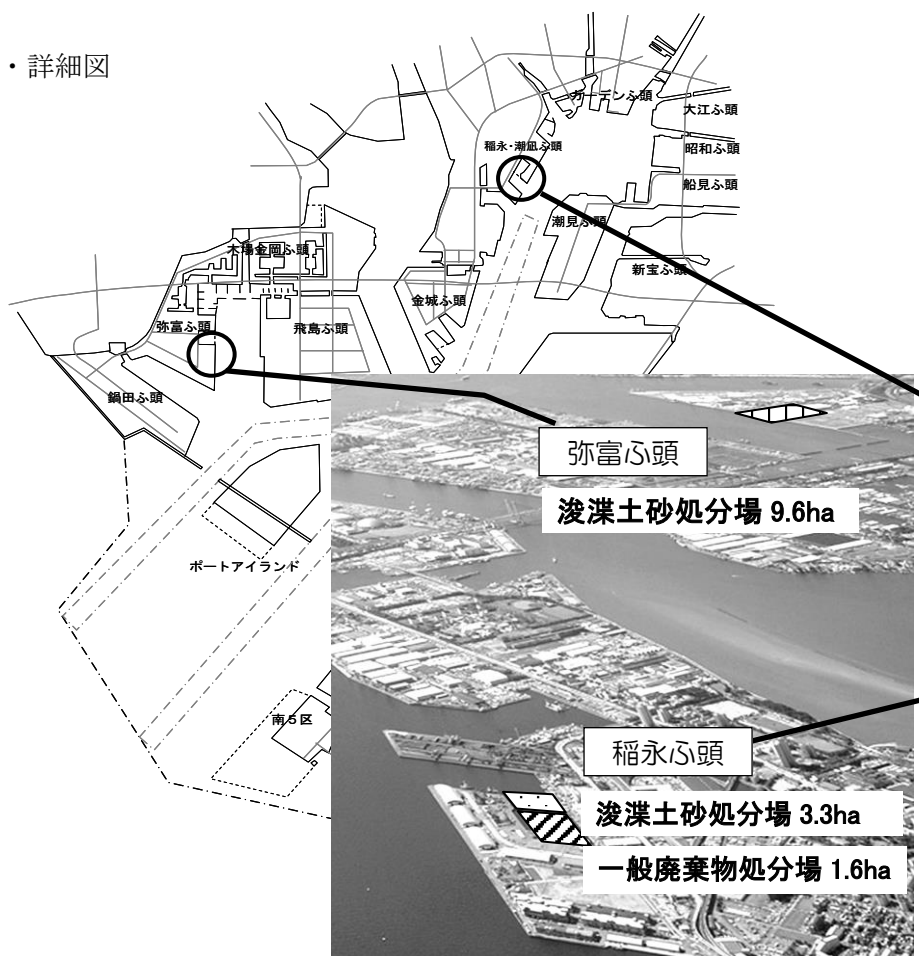 ・詳細図
ガーデンふ頭
大江ふ頭
稲永・潮凪ふ頭
昭和ふ頭
船見ふ頭
潮見ふ頭
木場金岡ふ頭
新宝ふ頭
金城ふ頭
弥富ふ頭
飛島ふ頭
鍋田ふ頭
弥富ふ頭
浚渫土砂処分場 9.6ha
ポートアイランド
南5区
稲永ふ頭
浚渫土砂処分場 3.3ha
一般廃棄物処分場 1.6ha